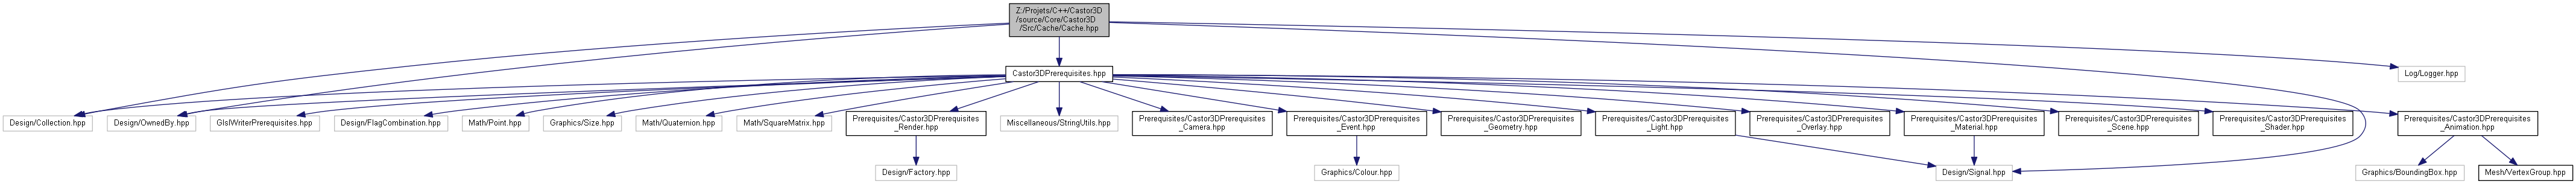 Z:/Projets/C++/Castor3D
/source/Core/Castor3D
/Src/Cache/Cache.hpp
Castor3DPrerequisites.hpp
Log/Logger.hpp
Design/Collection.hpp
Design/OwnedBy.hpp
GlslWriterPrerequisites.hpp
Design/FlagCombination.hpp
Math/Point.hpp
Graphics/Size.hpp
Math/Quaternion.hpp
Math/SquareMatrix.hpp
Prerequisites/Castor3DPrerequisites
_Render.hpp
Miscellaneous/StringUtils.hpp
Prerequisites/Castor3DPrerequisites
_Camera.hpp
Prerequisites/Castor3DPrerequisites
_Event.hpp
Prerequisites/Castor3DPrerequisites
_Geometry.hpp
Prerequisites/Castor3DPrerequisites
_Light.hpp
Prerequisites/Castor3DPrerequisites
_Overlay.hpp
Prerequisites/Castor3DPrerequisites
_Material.hpp
Prerequisites/Castor3DPrerequisites
_Scene.hpp
Prerequisites/Castor3DPrerequisites
_Shader.hpp
Prerequisites/Castor3DPrerequisites
_Animation.hpp
Design/Factory.hpp
Graphics/Colour.hpp
Design/Signal.hpp
Graphics/BoundingBox.hpp
Mesh/VertexGroup.hpp